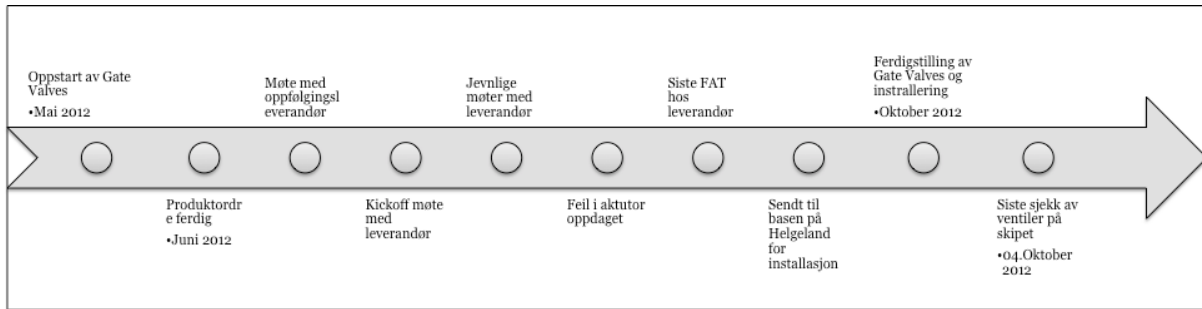 Oppstart av Gate
Valves
•Mai 2012
Produktordr
e ferdig
•Juni 2012
Møte med
oppfølgingsl
everandør
Kickoff møte
med
leverandør
Jevnlige
møter med
leverandør
Feil i aktutor
oppdaget
Siste FAT
hos
leverandør
Sendt til
basen på
Helgeland
for
installasjon
Ferdigstilling av
Gate Valves og
instrallering
•Oktober 2012
Siste sjekk av
ventiler på
skipet
•04.Oktober
2012